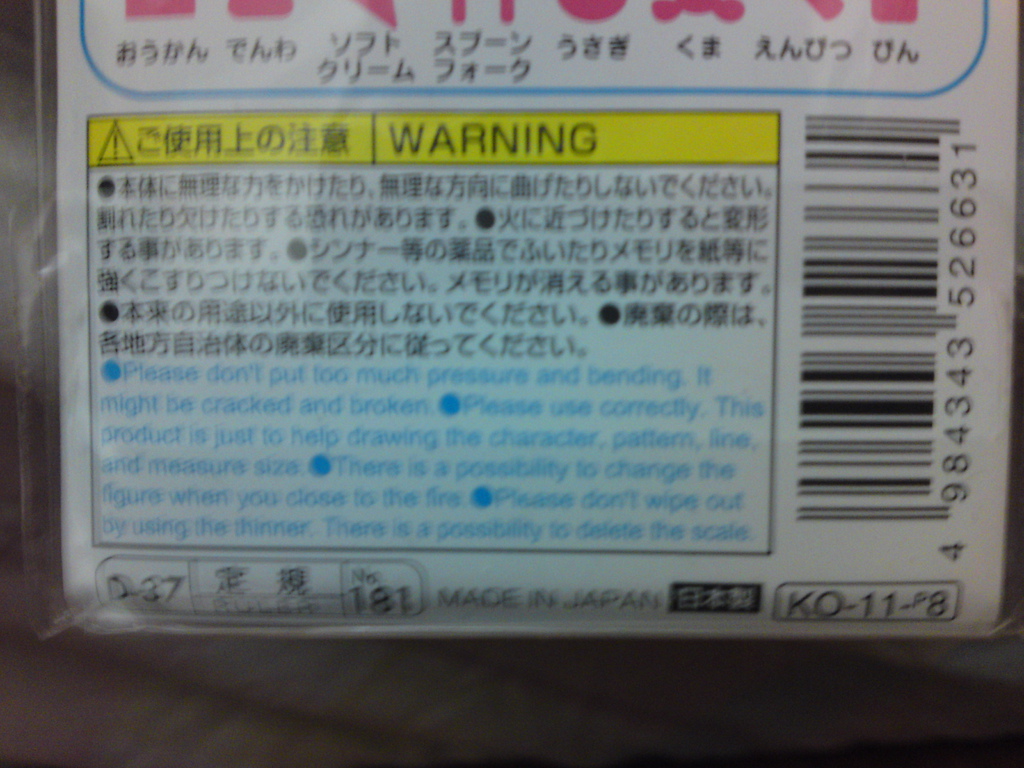 おうかん でんわ ソフト スプーン うさぎ くま えんぴつ びん
クリーム フォーク
ご使用上の注意 WARNING
●本体に無理な力をかけたり、無理な方向に曲げたりしないでください。
割れたり欠けたりする恐れがあります。●火に近づけたりすると変形
する事があります。●シンナー等の薬品でふいたりメモリを紙等に
強くこすりつけないでください。メモリが消える事があります。
●本来の用途以外に使用しないでください。●廃棄の際は、
各地方自治体の廃棄区分に従ってください。
●Please don't put too much pressure and bending. It
might be cracked and broken. ●Please use correctly. This
product is just to help drawing the character, pattern, line,
and measure size. ●There is a possibility to change the
figure when you close to the fire. ●Please don't wipe out
by using the thinner. There is a possibility to delete the scale.
D-37 定規 RULER No. 181 MADE IN JAPAN 日本製 KO-11-P8
4 984343 526631